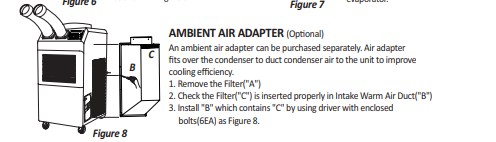 Figure 6
Figure 7
evaporator.
C
B
Figure 8
AMBIENT AIR ADAPTER (Optional)
An ambient air adapter can be purchased separately. Air adapter
fits over the condenser to duct condenser air to the unit to improve
cooling efficiency.
1. Remove the Filter("A")
2. Check the Filter("C") is inserted properly in Intake Warm Air Duct("B")
3. Install "B" which contains "C" by using driver with enclosed
bolts(6EA) as Figure 8.